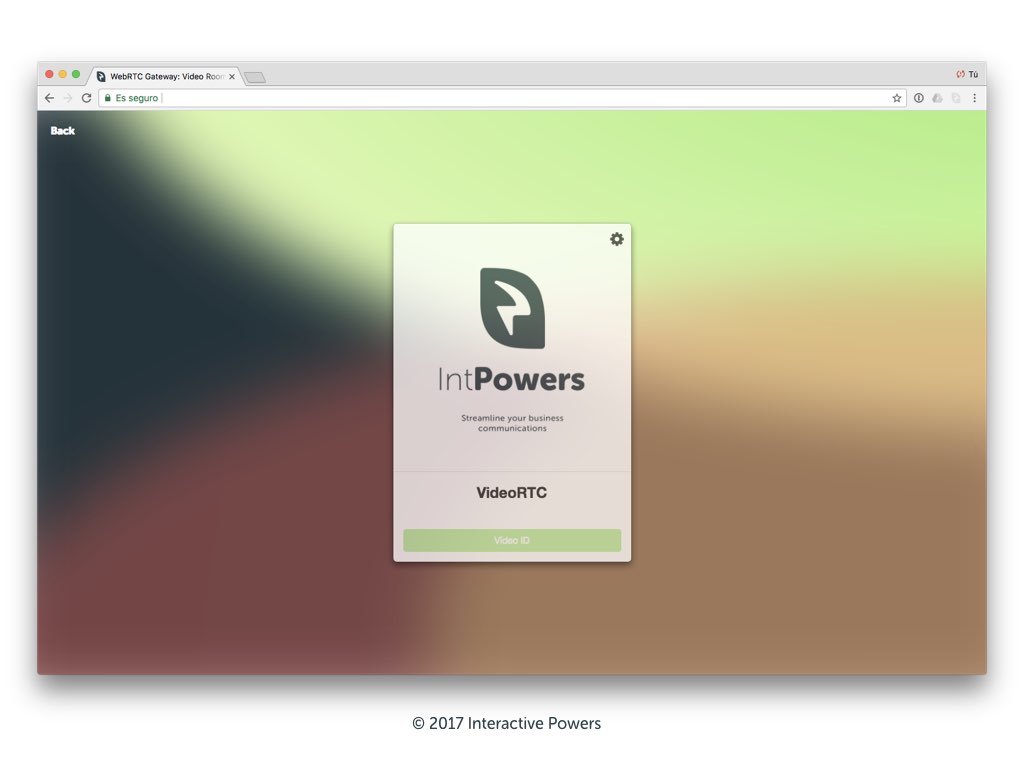 WebRTC Gateway: Video Room
Tú
Es seguro
Back
IntPowers
Streamline your business
communications
VideoRTC
Video ID
© 2017 Interactive Powers